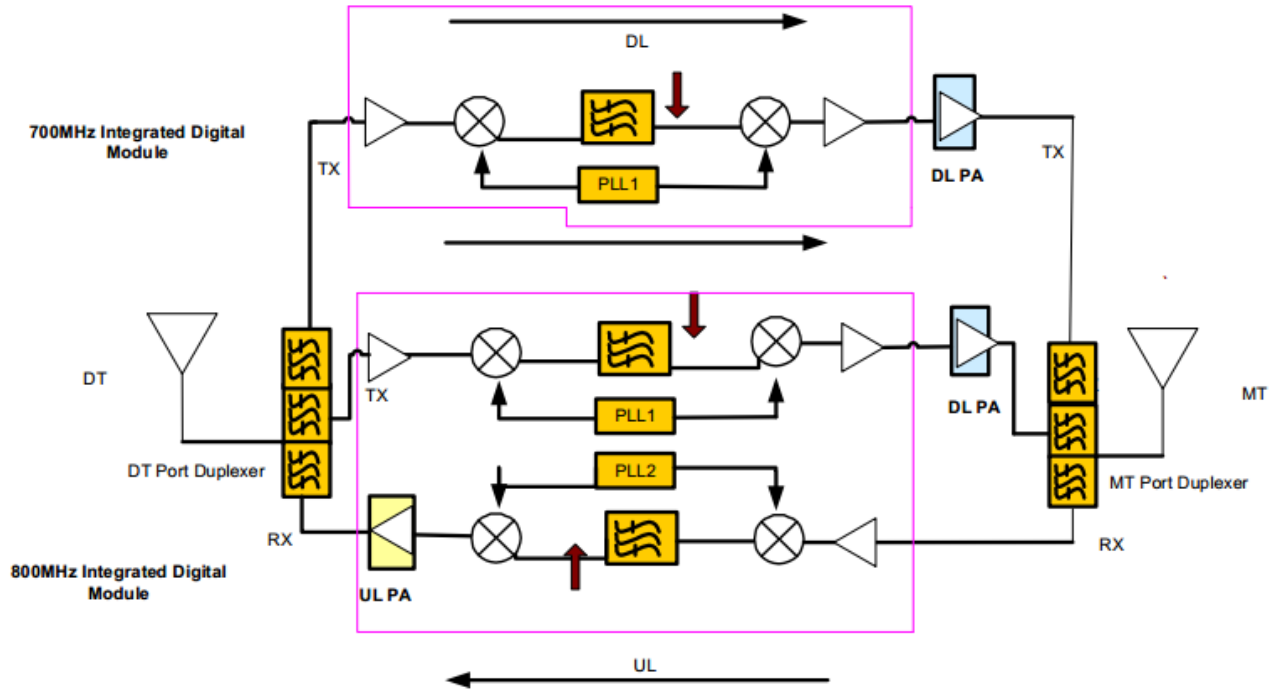 DL
700MHz Integrated Digital
Module
TX
PLL1
DL PA
TX
DT
TX
PLL1
DL PA
MT
DT Port Duplexer
PLL2
MT Port Duplexer
RX
RX
800MHz Integrated Digital
Module
UL PA
UL